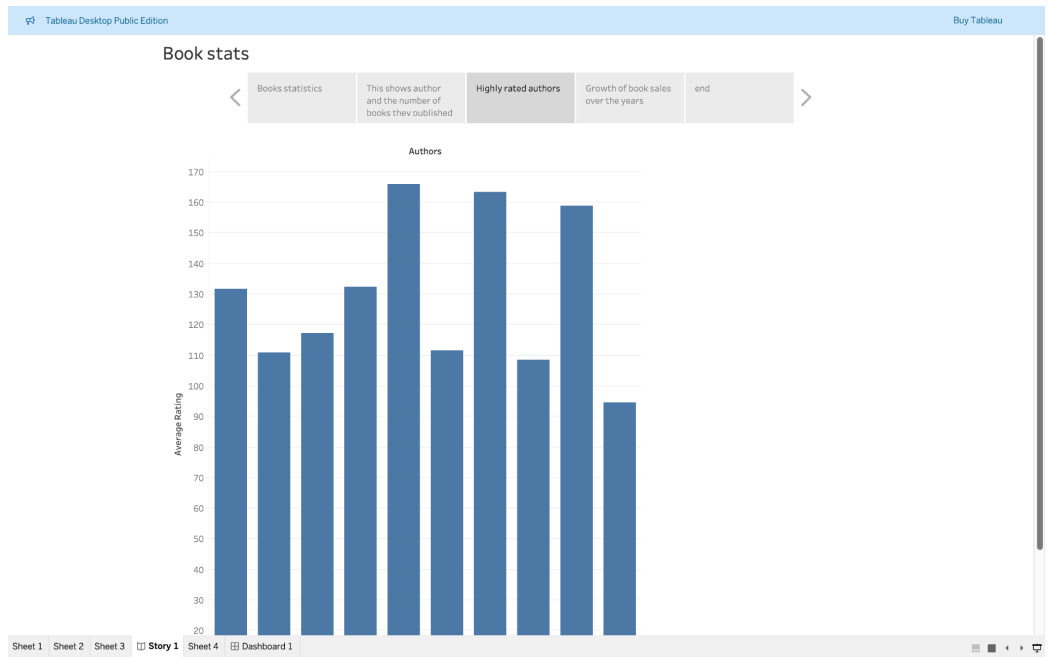 Tableau Desktop Public Edition
Buy Tableau
Book stats
Books statistics
This shows author
and the number of
books they published
Highly rated authors
Growth of book sales
over the years
end
Authors
170
160
150
140
130
120
110
100
90
80
70
60
50
40
30
20
Average Rating
Sheet 1
Sheet 2
Sheet 3
Story 1
Sheet 4
Dashboard 1